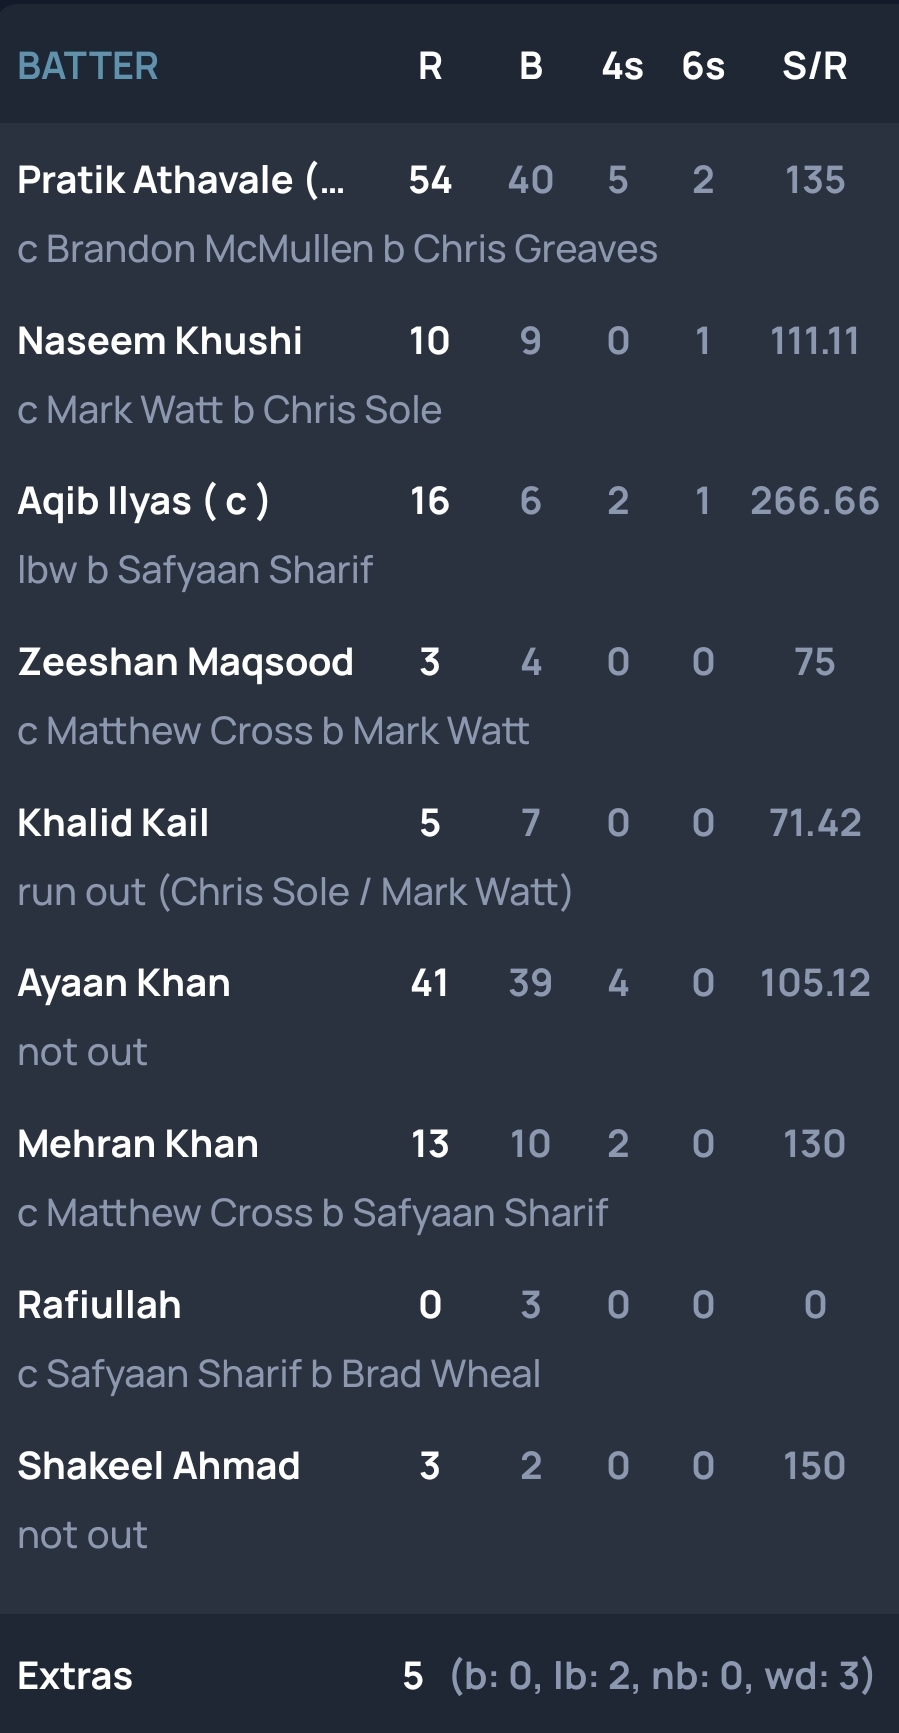 BATTER R B 4s 6s S/R
Pratik Athavale (... 54 40 5 2 135
c Brandon McMullen b Chris Greaves
Naseem Khushi 10 9 0 1 111.11
c Mark Watt b Chris Sole
Aqib Ilyas ( c ) 16 6 2 1 266.66
lbw b Safyaan Sharif
Zeeshan Maqsood 3 4 0 0 75
c Matthew Cross b Mark Watt
Khalid Kail 5 7 0 0 71.42
run out (Chris Sole / Mark Watt)
Ayaan Khan 41 39 4 0 105.12
not out
Mehran Khan 13 10 2 0 130
c Matthew Cross b Safyaan Sharif
Rafiullah 0 3 0 0 0
c Safyaan Sharif b Brad Wheal
Shakeel Ahmad 3 2 0 0 150
not out
Extras 5 (b: 0, lb: 2, nb: 0, wd: 3)